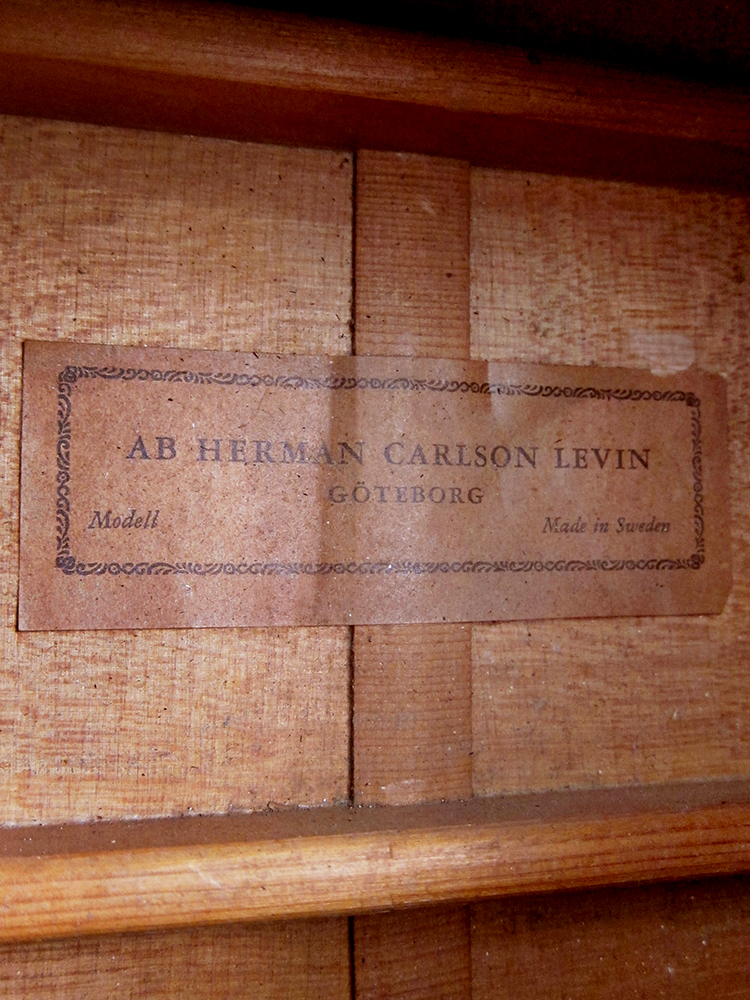 AB HERMAN CARLSON LEVIN
GÖTEBORG
Modell Made in Sweden